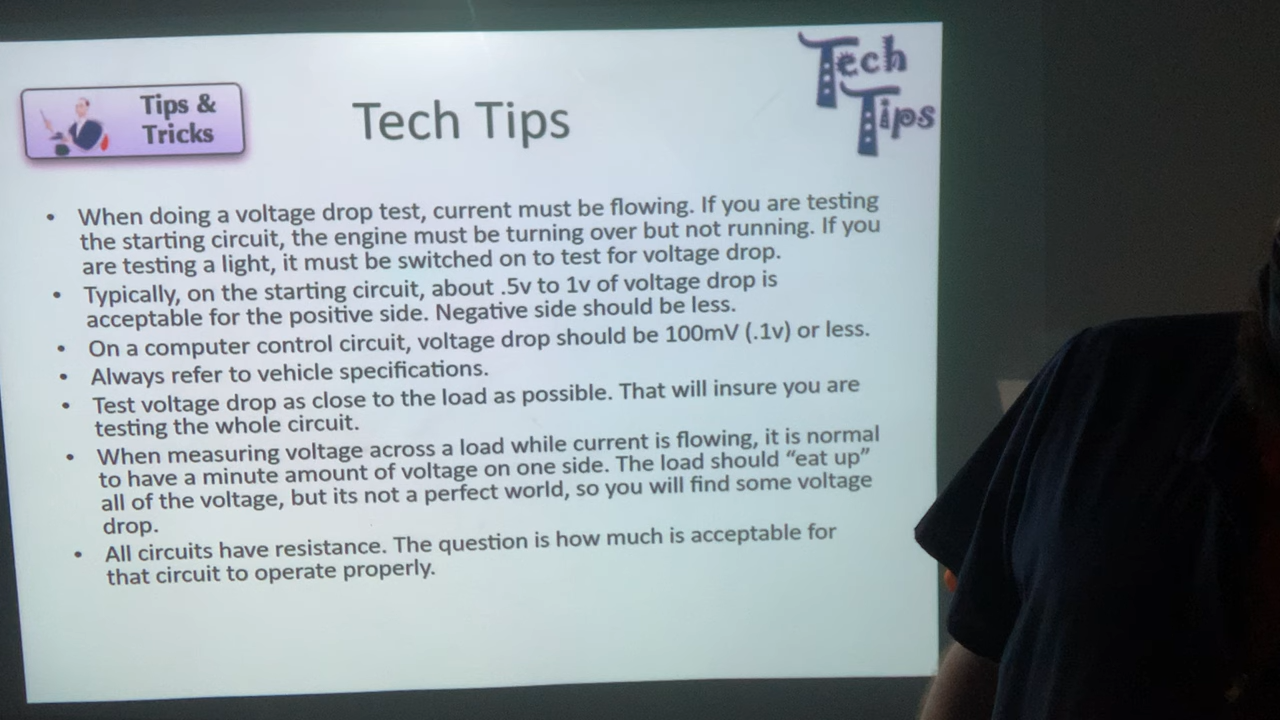 Tips &
Tricks
Tech Tips
Tech
Tips
• When doing a voltage drop test, current must be flowing. If you are testing
the starting circuit, the engine must be turning over but not running. If you
are testing a light, it must be switched on to test for voltage drop.
• Typically, on the starting circuit, about .5v to 1v of voltage drop is
acceptable for the positive side. Negative side should be less.
• On a computer control circuit, voltage drop should be 100mV (.1v) or less.
• Always refer to vehicle specifications.
• Test voltage drop as close to the load as possible. That will insure you are
testing the whole circuit.
• When measuring voltage across a load while current is flowing, it is normal
to have a minute amount of voltage on one side. The load should “eat up”
all of the voltage, but its not a perfect world, so you will find some voltage
drop.
• All circuits have resistance. The question is how much is acceptable for
that circuit to operate properly.